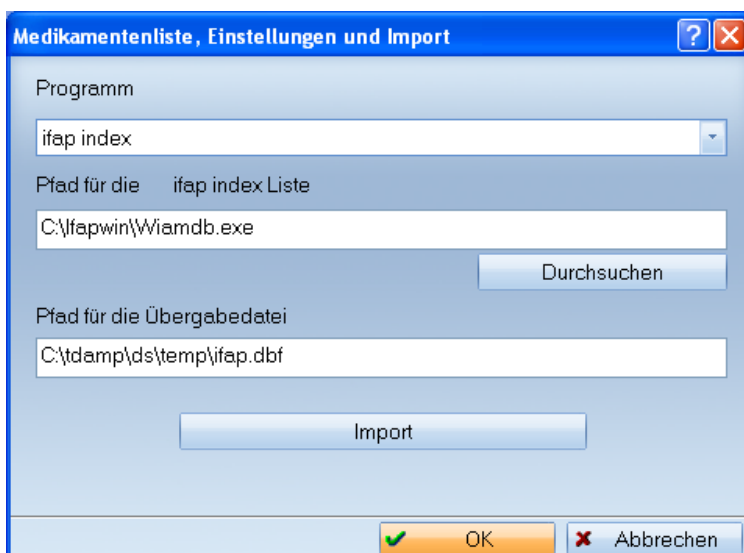 Medikamentenliste, Einstellungen und Import
Programm
ifap index
Pfad für die ifap index Liste
C:\Ifapwin\Wiamdb.exe
Durchsuchen
Pfad für die Übergabedatei
C:\tdamp\ds\temp\ifap.dbf
Import
OK
Abbrechen